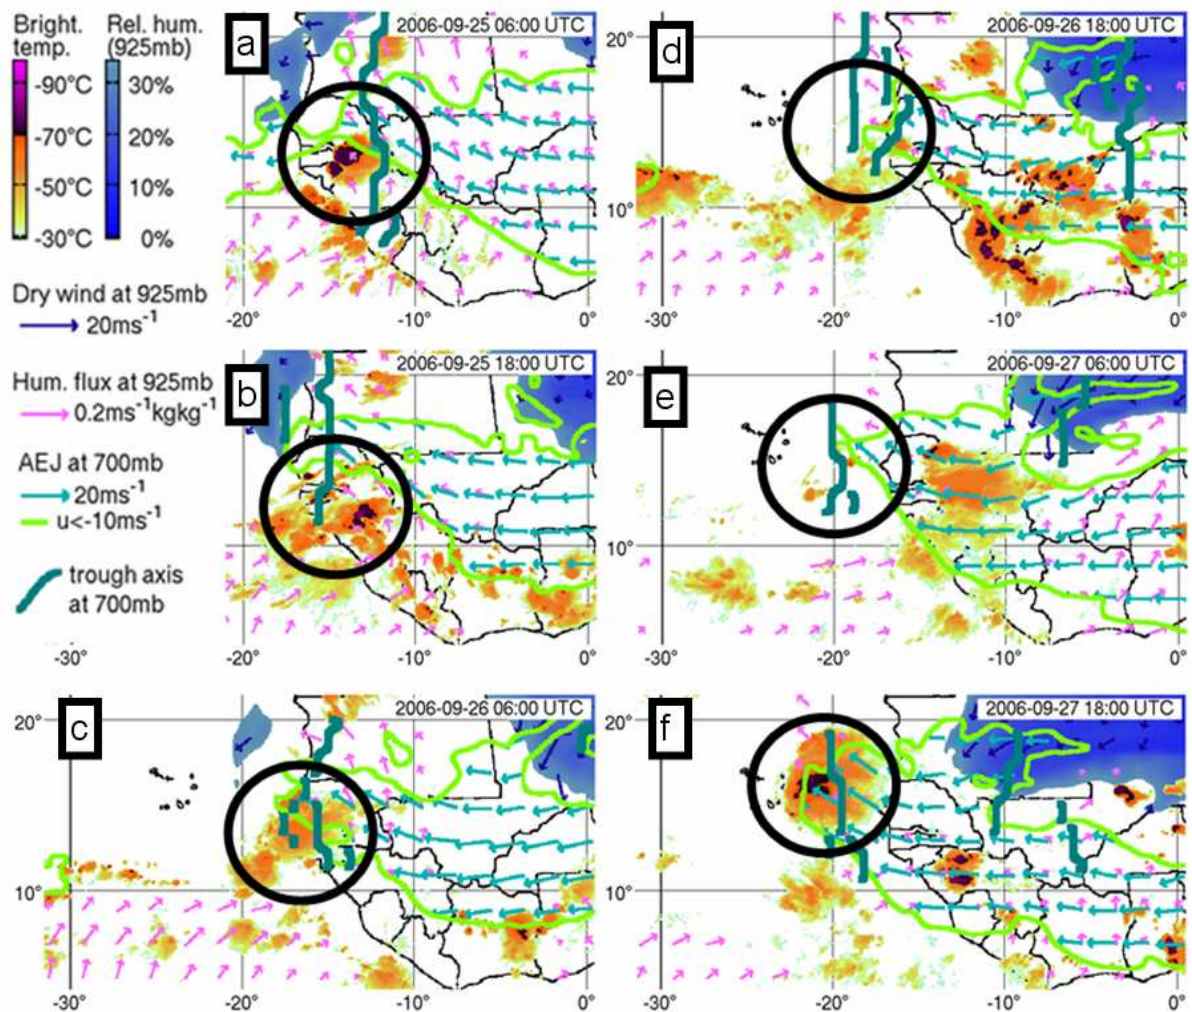 Bright. temp.
Rel. hum. (925mb)
-90°C
-70°C
-50°C
-30°C
30%
20%
10%
0%
Dry wind at 925mb
20ms⁻¹
Hum. flux at 925mb
0.2ms⁻¹kgkg⁻¹
AEJ at 700mb
20ms⁻¹
u<-10ms⁻¹
trough axis
at 700mb
a
2006-09-25 06:00 UTC
10°
-20°
-10°
0°
d
2006-09-26 18:00 UTC
20°
10°
-30°
-20°
-10°
0°
b
2006-09-25 18:00 UTC
-30°
-20°
-10°
0°
e
2006-09-27 06:00 UTC
20°
10°
-30°
-20°
-10°
0°
c
2006-09-26 06:00 UTC
20°
10°
-20°
-10°
0°
f
2006-09-27 18:00 UTC
20°
10°
-30°
-20°
-10°
0°